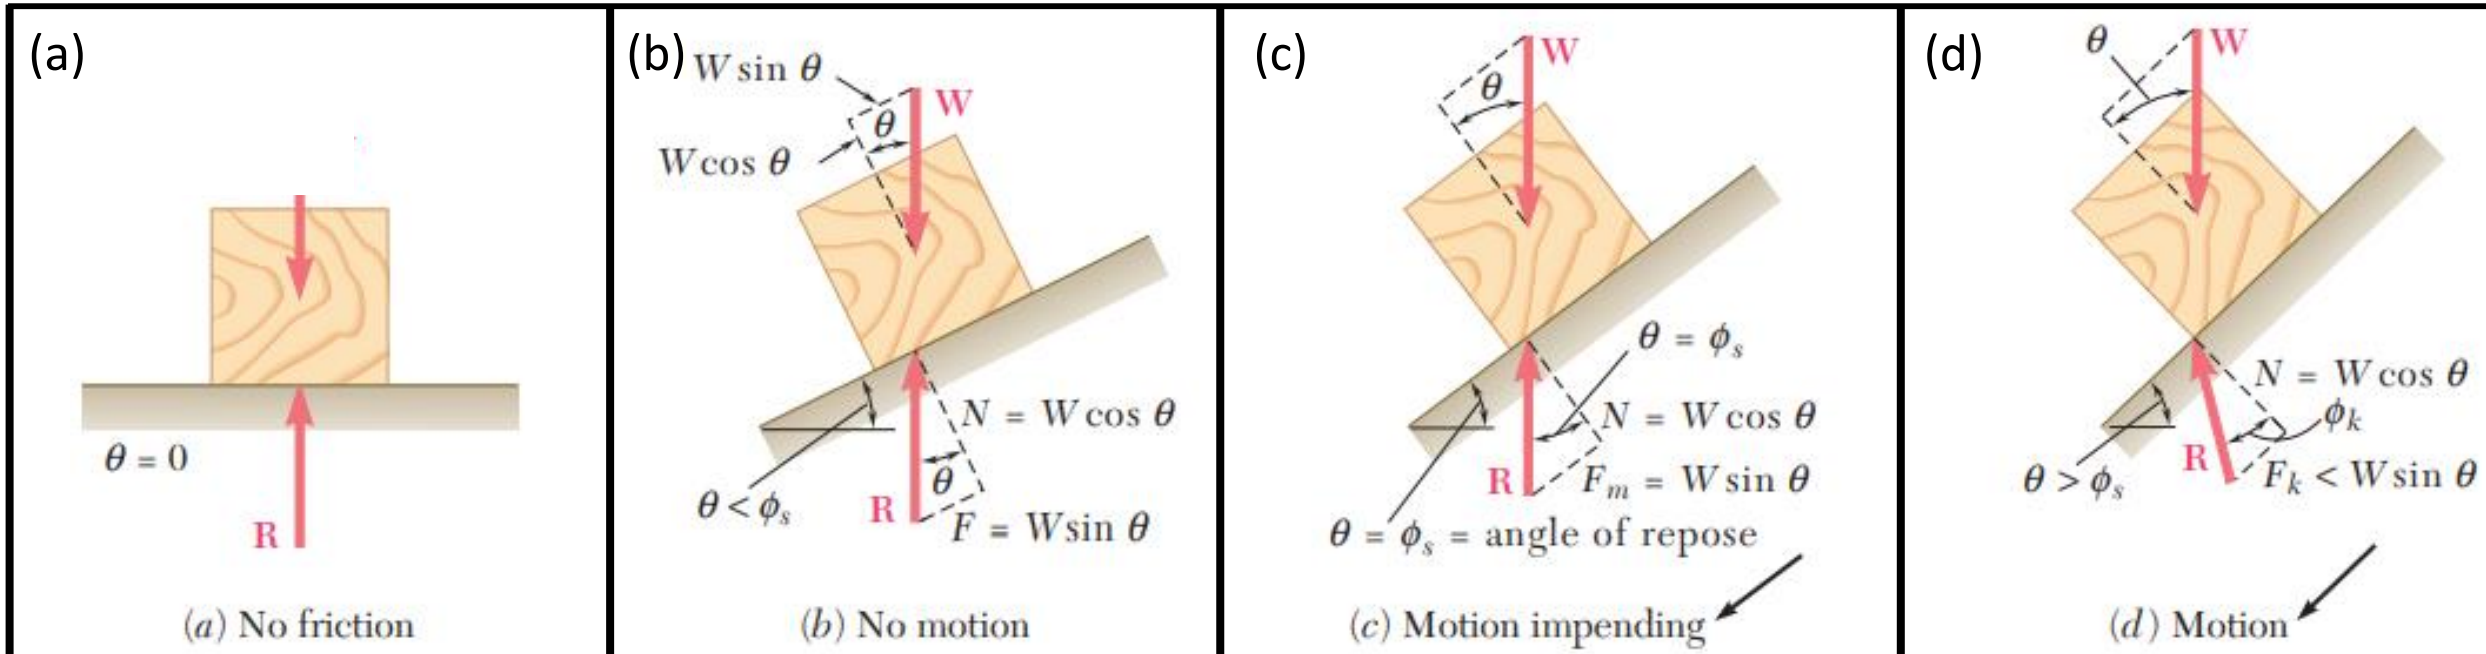 (a)
θ = 0
R
(a) No friction
(b)
W sin θ
W
θ
W cos θ
N = W cos θ
θ
θ < ϕs
R
F = W sin θ
(b) No motion
(c)
W
θ
θ = ϕs
N = W cos θ
R
Fm = W sin θ
θ = ϕs = angle of repose
(c) Motion impending
(d)
θ
W
N = W cos θ
ϕk
R
θ > ϕs
Fk < W sin θ
(d) Motion